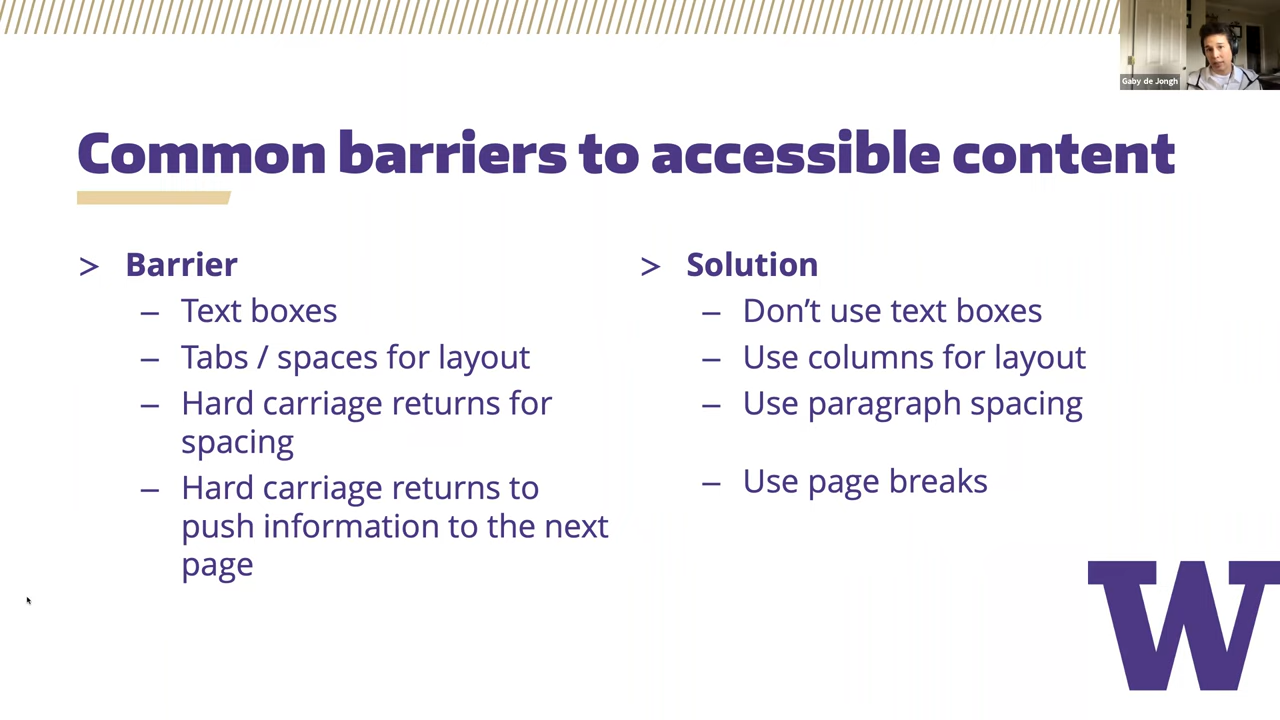 Gaby de Jongh
Common barriers to accessible content
> Barrier
– Text boxes
– Tabs / spaces for layout
– Hard carriage returns for
spacing
– Hard carriage returns to
push information to the next
page
> Solution
– Don’t use text boxes
– Use columns for layout
– Use paragraph spacing
– Use page breaks
W